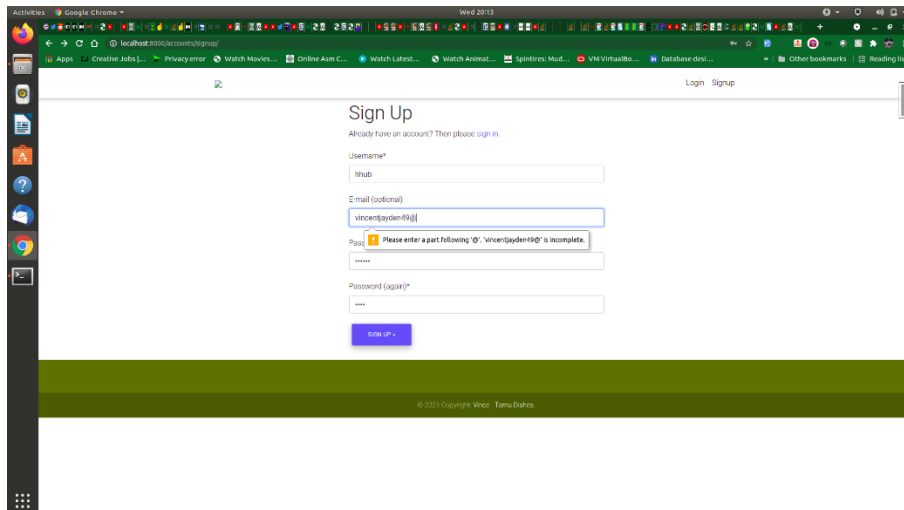 Activities Google Chrome Wed 20:13
localhost:8000/accounts/signup/
Apps Creative Jobs |... Privacy error Watch Movies... Online Asm C... Watch Latest... Watch Animat... Spintires: Mud... VM VirtualBo... Database desi... » Other bookmarks Reading lis
Login Signup
Sign Up
Already have an account? Then please sign in.
Username*
hhub
E-mail (optional)
vincentjayden49@
Pass
Please enter a part following '@'. 'vincentjayden49@' is incomplete.
Password (again)*
SIGN UP »
© 2021 Copyright: Vince Temu Dishes